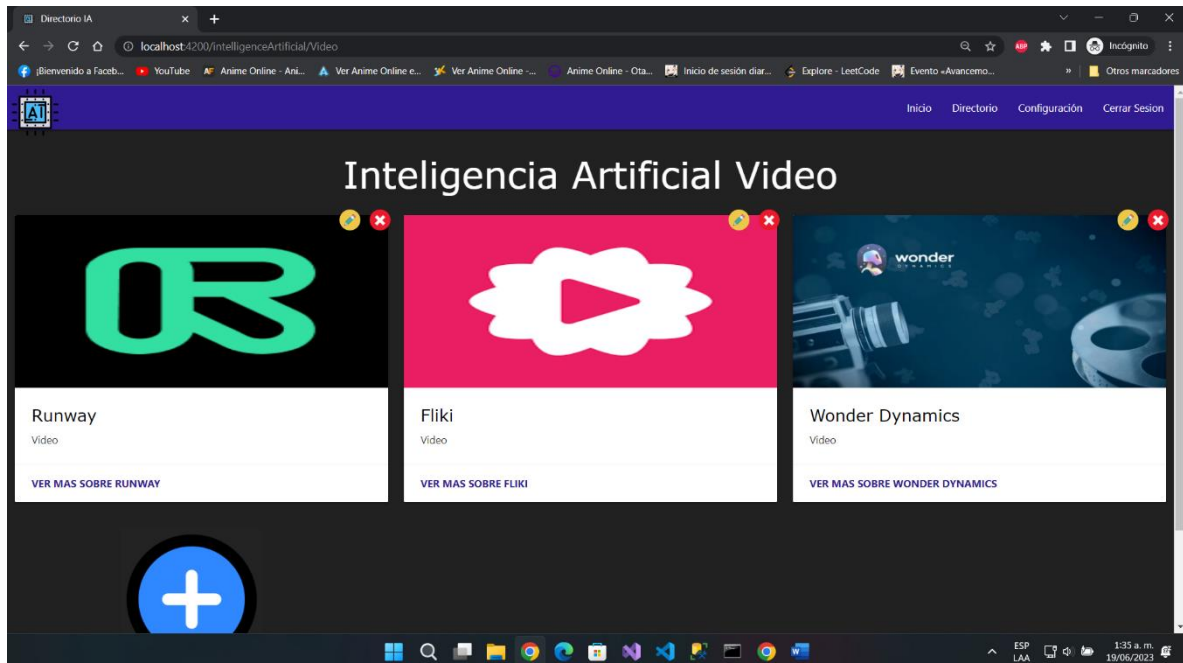 Directorio IA
localhost:4200/intelligenceArtificial/Video
Incógnito
¡Bienvenido a Faceb...
YouTube
AF
Anime Online - Ani...
Ver Anime Online e...
Ver Anime Online -...
Anime Online - Ota...
Inicio de sesión diar...
Explore - LeetCode
Evento «Avancemo...
»
Otros marcadores
AI
Inicio
Directorio
Configuración
Cerrar Sesion
Inteligencia Artificial Video
R
wonder
DYNAMICS
Runway
Fliki
Wonder Dynamics
Video
Video
Video
VER MAS SOBRE RUNWAY
VER MAS SOBRE FLIKI
VER MAS SOBRE WONDER DYNAMICS
ESP
LAA
1:35 a. m.
19/06/2023